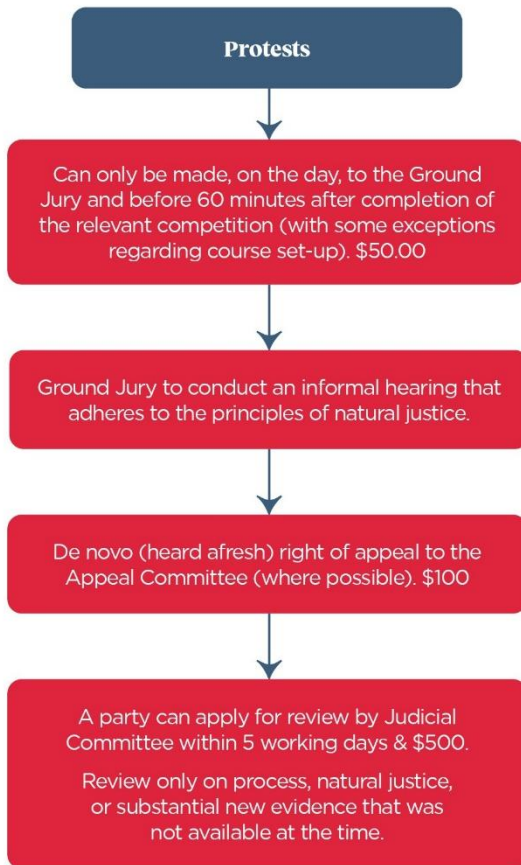 Protests
Can only be made, on the day, to the Ground
Jury and before 60 minutes after completion of
the relevant competition (with some exceptions
regarding course set-up). $50.00
Ground Jury to conduct an informal hearing that
adheres to the principles of natural justice.
De novo (heard afresh) right of appeal to the
Appeal Committee (where possible). $100
A party can apply for review by Judicial
Committee within 5 working days & $500.
Review only on process, natural justice,
or substantial new evidence that was
not available at the time.